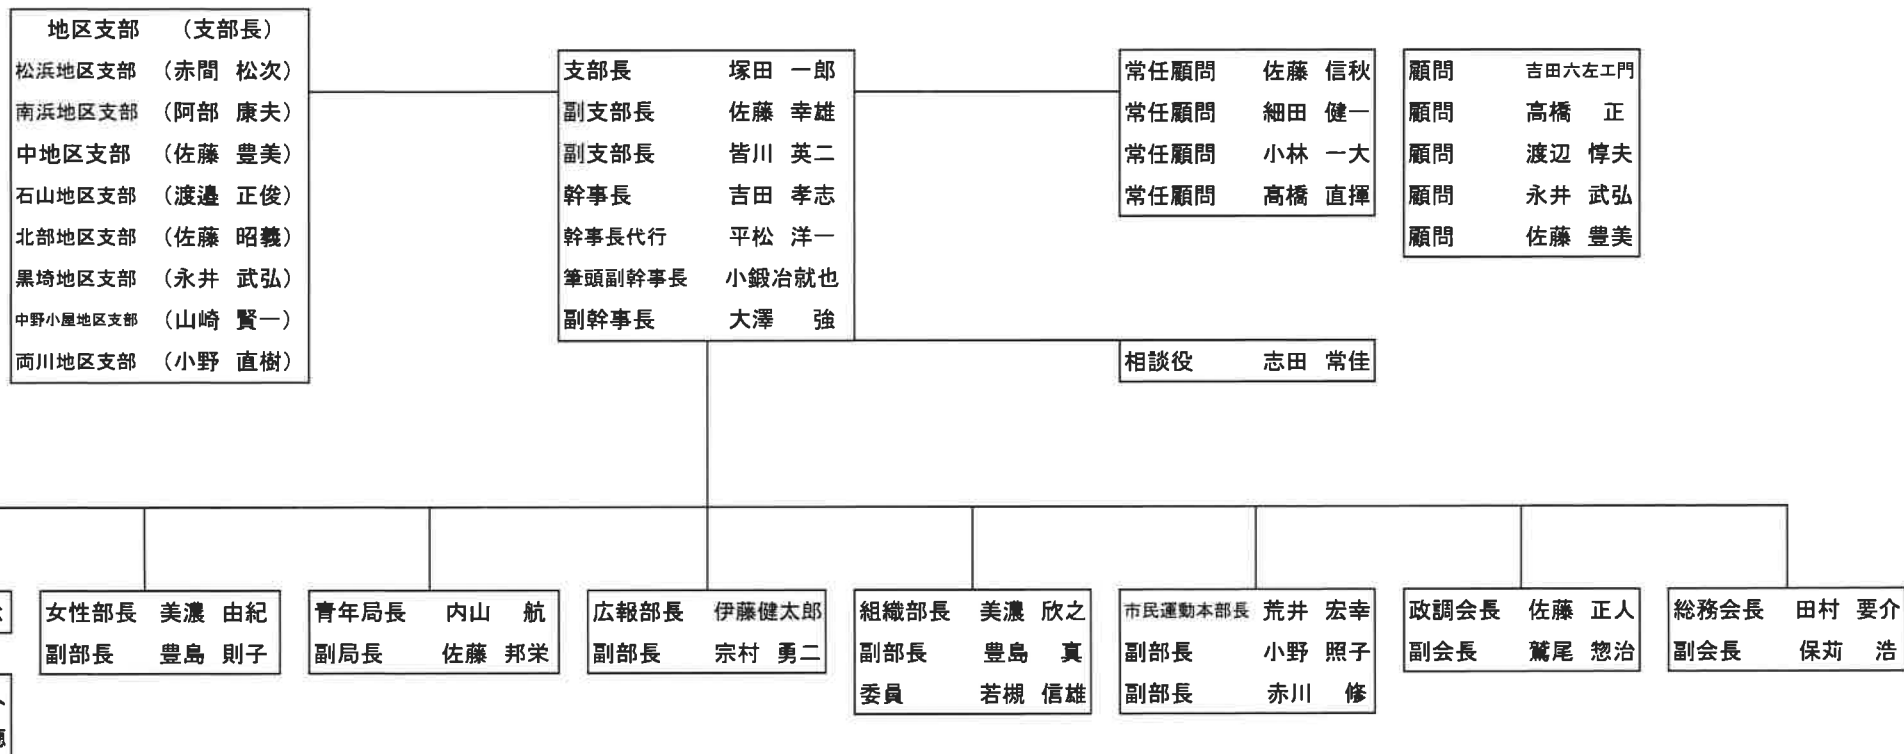 地区支部 （支部長）
松浜地区支部 （赤間 松次）
南浜地区支部 （阿部 康夫）
中地区支部 （佐藤 豊美）
石山地区支部 （渡邉 正俊）
北部地区支部 （佐藤 昭義）
黒埼地区支部 （永井 武弘）
中野小屋地区支部 （山崎 賢一）
両川地区支部 （小野 直樹）
支部長 塚田 一郎
副支部長 佐藤 幸雄
副支部長 皆川 英二
幹事長 吉田 孝志
幹事長代行 平松 洋一
筆頭副幹事長 小鍛冶就也
副幹事長 大澤 強
常任顧問 佐藤 信秋
常任顧問 細田 健一
常任顧問 小林 一大
常任顧問 高橋 直揮
顧問 吉田六左エ門
顧問 高橋 正
顧問 渡辺 惇夫
顧問 永井 武弘
顧問 佐藤 豊美
相談役 志田 常佳
女性部長 美濃 由紀
副部長 豊島 則子
青年局長 内山 航
副局長 佐藤 邦栄
広報部長 伊藤健太郎
副部長 宗村 勇二
組織部長 美濃 欣之
副部長 豊島 真
委員 若槻 信雄
市民運動本部長 荒井 宏幸
副部長 小野 照子
副部長 赤川 修
政調会長 佐藤 正人
副会長 鷲尾 惣治
総務会長 田村 要介
副会長 保苅 浩